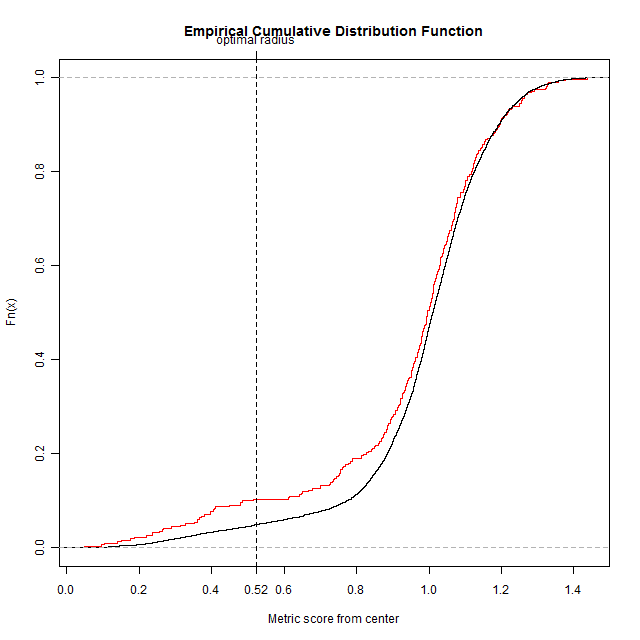 Empirical Cumulative Distribution Function
optimal radius
Fn(x)
1.0
0.8
0.6
0.4
0.2
0.0
0.0 0.2 0.4 0.52 0.6 0.8 1.0 1.2 1.4
Metric score from center